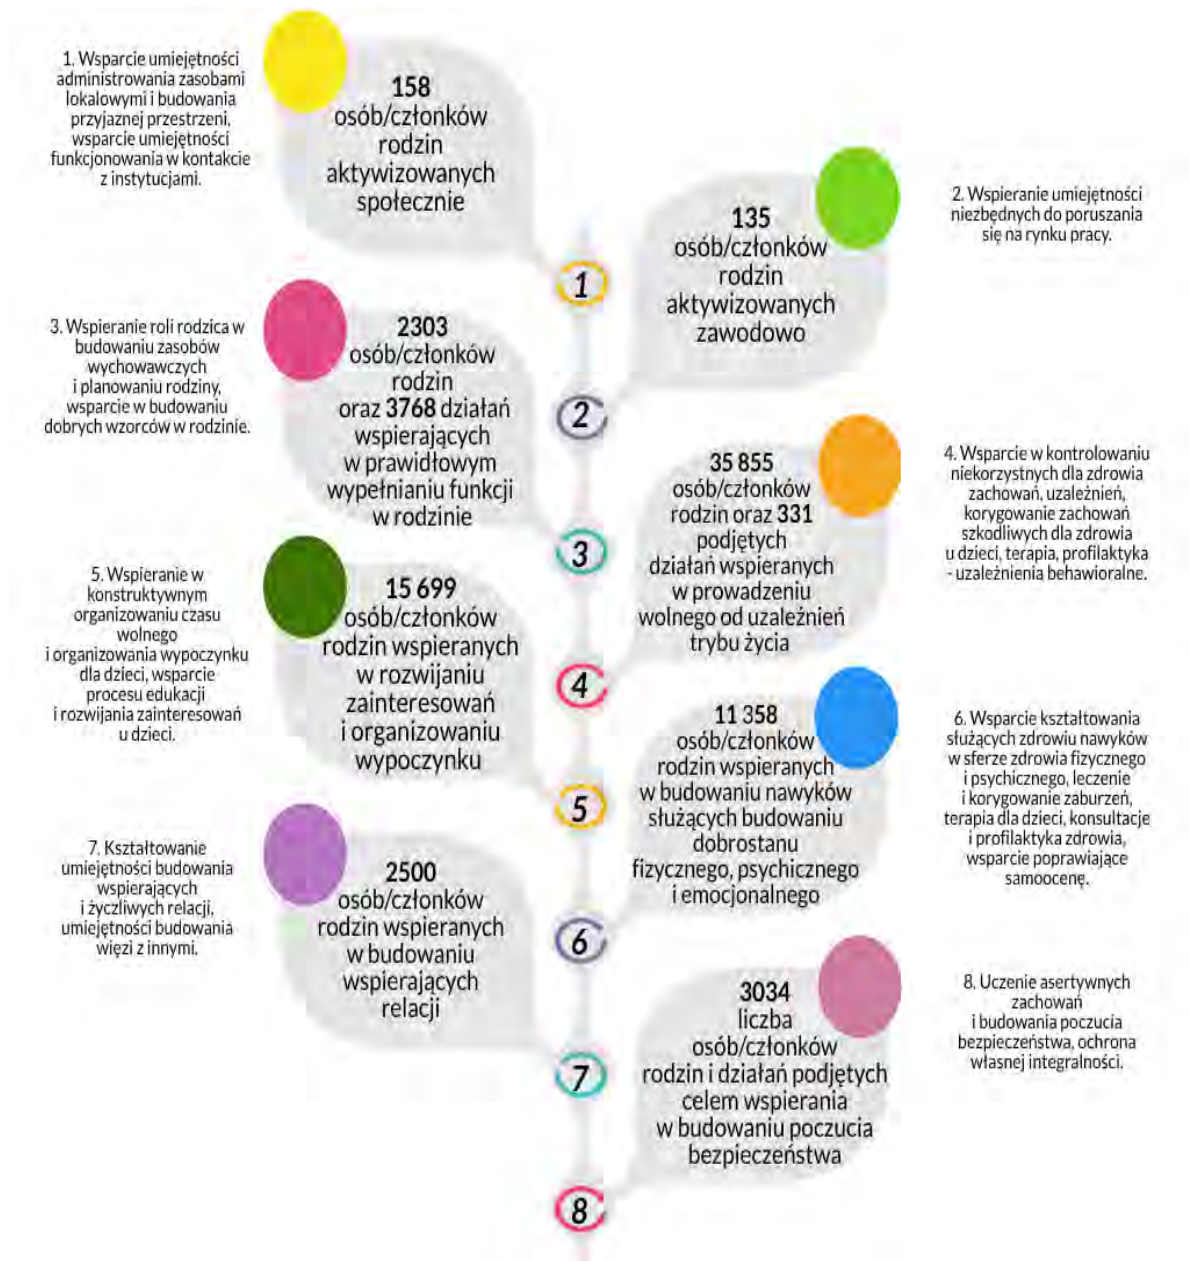 1. Wsparcie umiejętności
administrowania zasobami
lokalowymi i budowania
przyjaznej przestrzeni,
wsparcie umiejętności
funkcjonowania w kontakcie
z instytucjami.
158
osób/członków
rodzin
aktywizowanych
społecznie
1
135
osób/członków
rodzin
aktywizowanych
zawodowo
2. Wspieranie umiejętności
niezbędnych do poruszania
się na rynku pracy.
2
3. Wspieranie roli rodzica w
budowaniu zasobów
wychowawczych
i planowaniu rodziny,
wsparcie w budowaniu
dobrych wzorców w rodzinie.
2303
osób/członków
rodzin
oraz 3768 działań
wspierających
w prawidłowym
wypełnianiu funkcji
w rodzinie
3
35 855
osób/członków
rodzin oraz 331
podjętych
działań wspieranych
w prowadzeniu
wolnego od uzależnień
trybu życia
4. Wsparcie w kontrolowaniu
niekorzystnych dla zdrowia
zachowań, uzależnień,
korygowanie zachowań
szkodliwych dla zdrowia
u dzieci, terapia, profilaktyka
- uzależnienia behawioralne.
4
5. Wspieranie w
konstruktywnym
organizowaniu czasu
wolnego
i organizowania wypoczynku
dla dzieci, wsparcie
procesu edukacji
i rozwijania zainteresowań
u dzieci.
15 699
osób/członków
rodzin wspieranych
w rozwijaniu
zainteresowań
i organizowaniu
wypoczynku
5
11 358
osób/członków
rodzin wspieranych
w budowaniu nawyków
służących budowaniu
dobrostanu
fizycznego, psychicznego
i emocjonalnego
6. Wsparcie kształtowania
służących zdrowiu nawyków
w sferze zdrowia fizycznego
i psychicznego, leczenie
i korygowanie zaburzeń,
terapia dla dzieci, konsultacje
i profilaktyka zdrowia,
wsparcie poprawiające
samoocenę.
6
7. Kształtowanie
umiejętności budowania
wspierających
i życzliwych relacji,
umiejętności budowania
więzi z innymi.
2500
osób/członków
rodzin wspieranych
w budowaniu
wspierających
relacji
7
3034
liczba
osób/członków
rodzin i działań podjętych
celem wspierania
w budowaniu poczucia
bezpieczeństwa
8. Uczenie asertywnych
zachowań
i budowania poczucia
bezpieczeństwa, ochrona
własnej integralności.
8